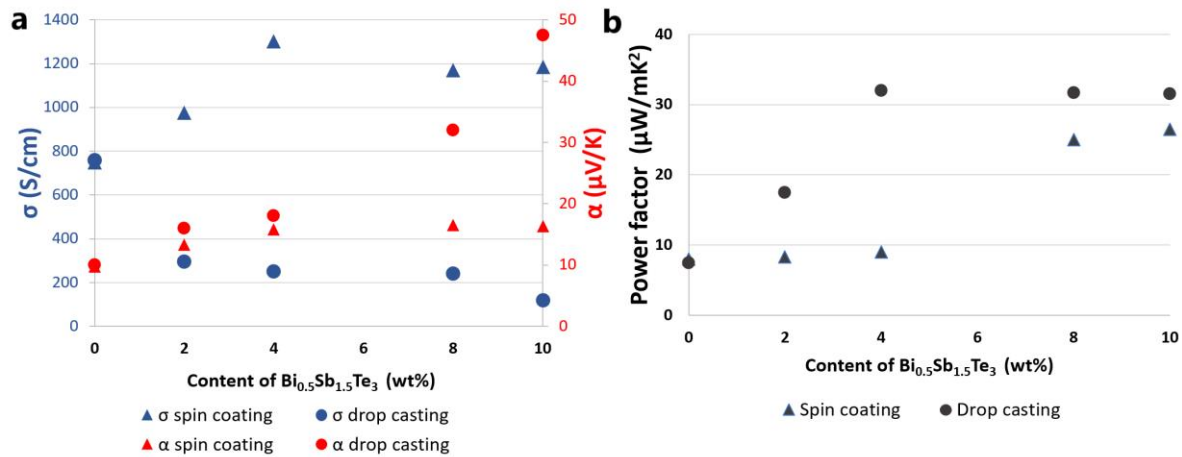 a
1400
1200
1000
800
600
400
200
0
σ (S/cm)
50
40
30
20
10
0
α (μV/K)
0 2 4 6 8 10
Content of Bi0.5Sb1.5Te3 (wt%)
σ spin coating σ drop casting
α spin coating α drop casting
b
40
30
20
10
0
Power factor (μW/mK²)
0 2 4 6 8 10
Content of Bi0.5Sb1.5Te3 (wt%)
Spin coating Drop casting